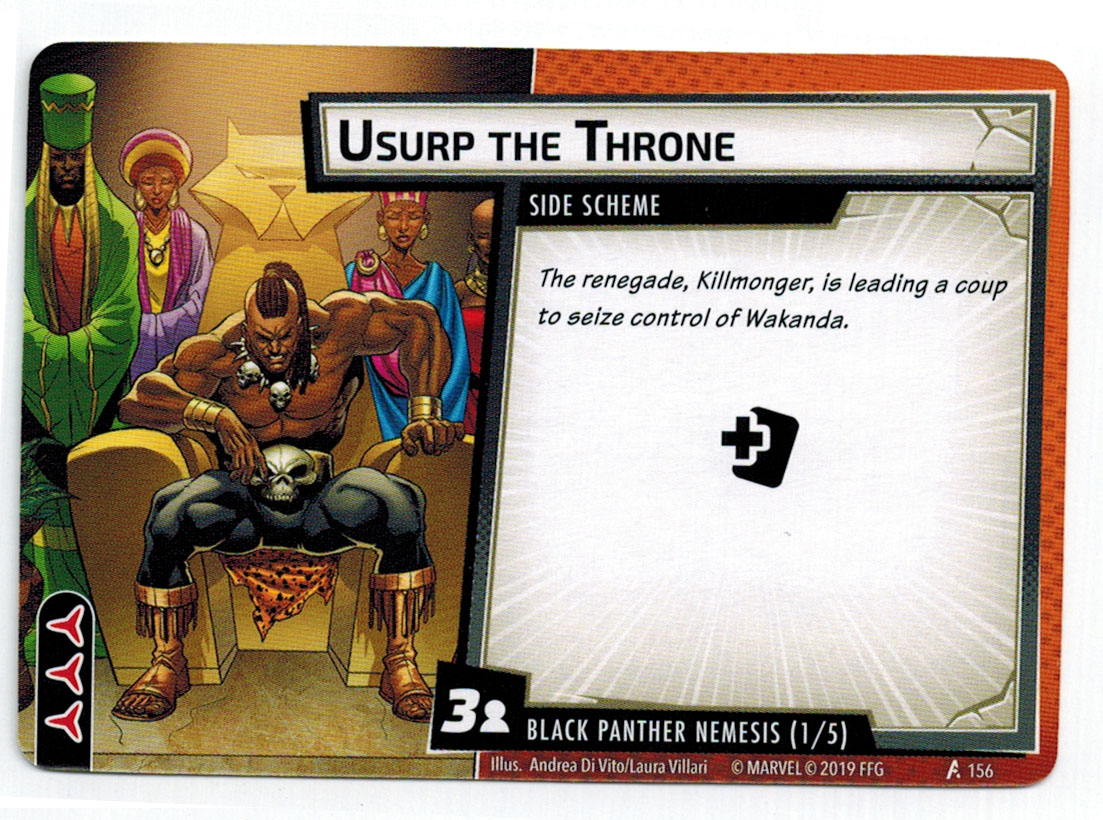 USURP THE THRONE
SIDE SCHEME
The renegade, Killmonger, is leading a coup
to seize control of Wakanda.
3
BLACK PANTHER NEMESIS (1/5)
Illus. Andrea Di Vito/Laura Villari © MARVEL © 2019 FFG 156